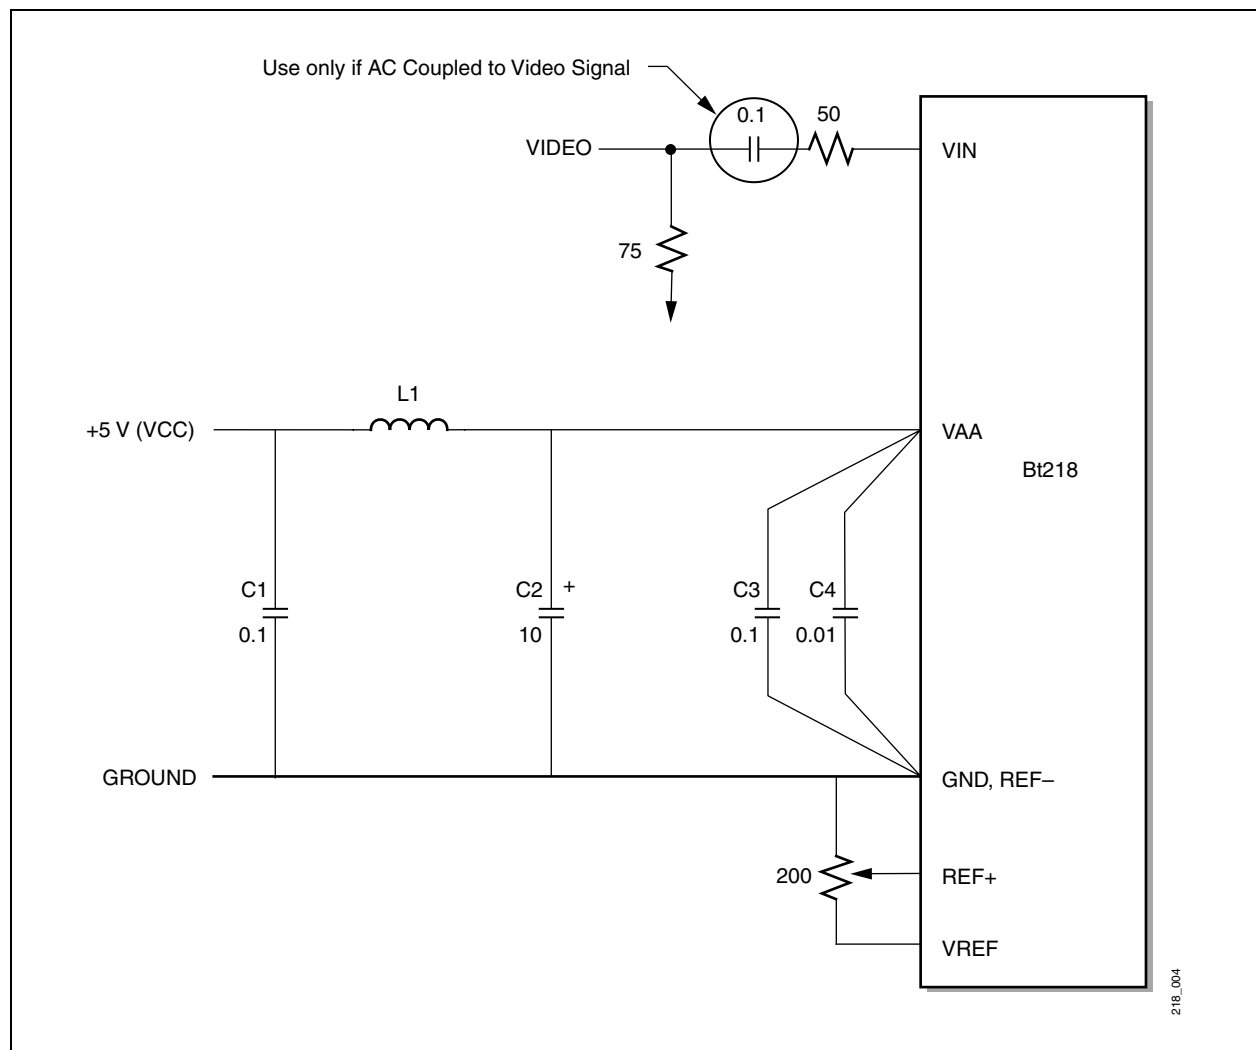 Use only if AC Coupled to Video Signal
0.1
50
VIDEO
VIN
75
L1
+5 V (VCC)
VAA
Bt218
C1
0.1
C2 +
10
C3
0.1
C4
0.01
GROUND
GND, REF–
200
REF+
VREF
218_004